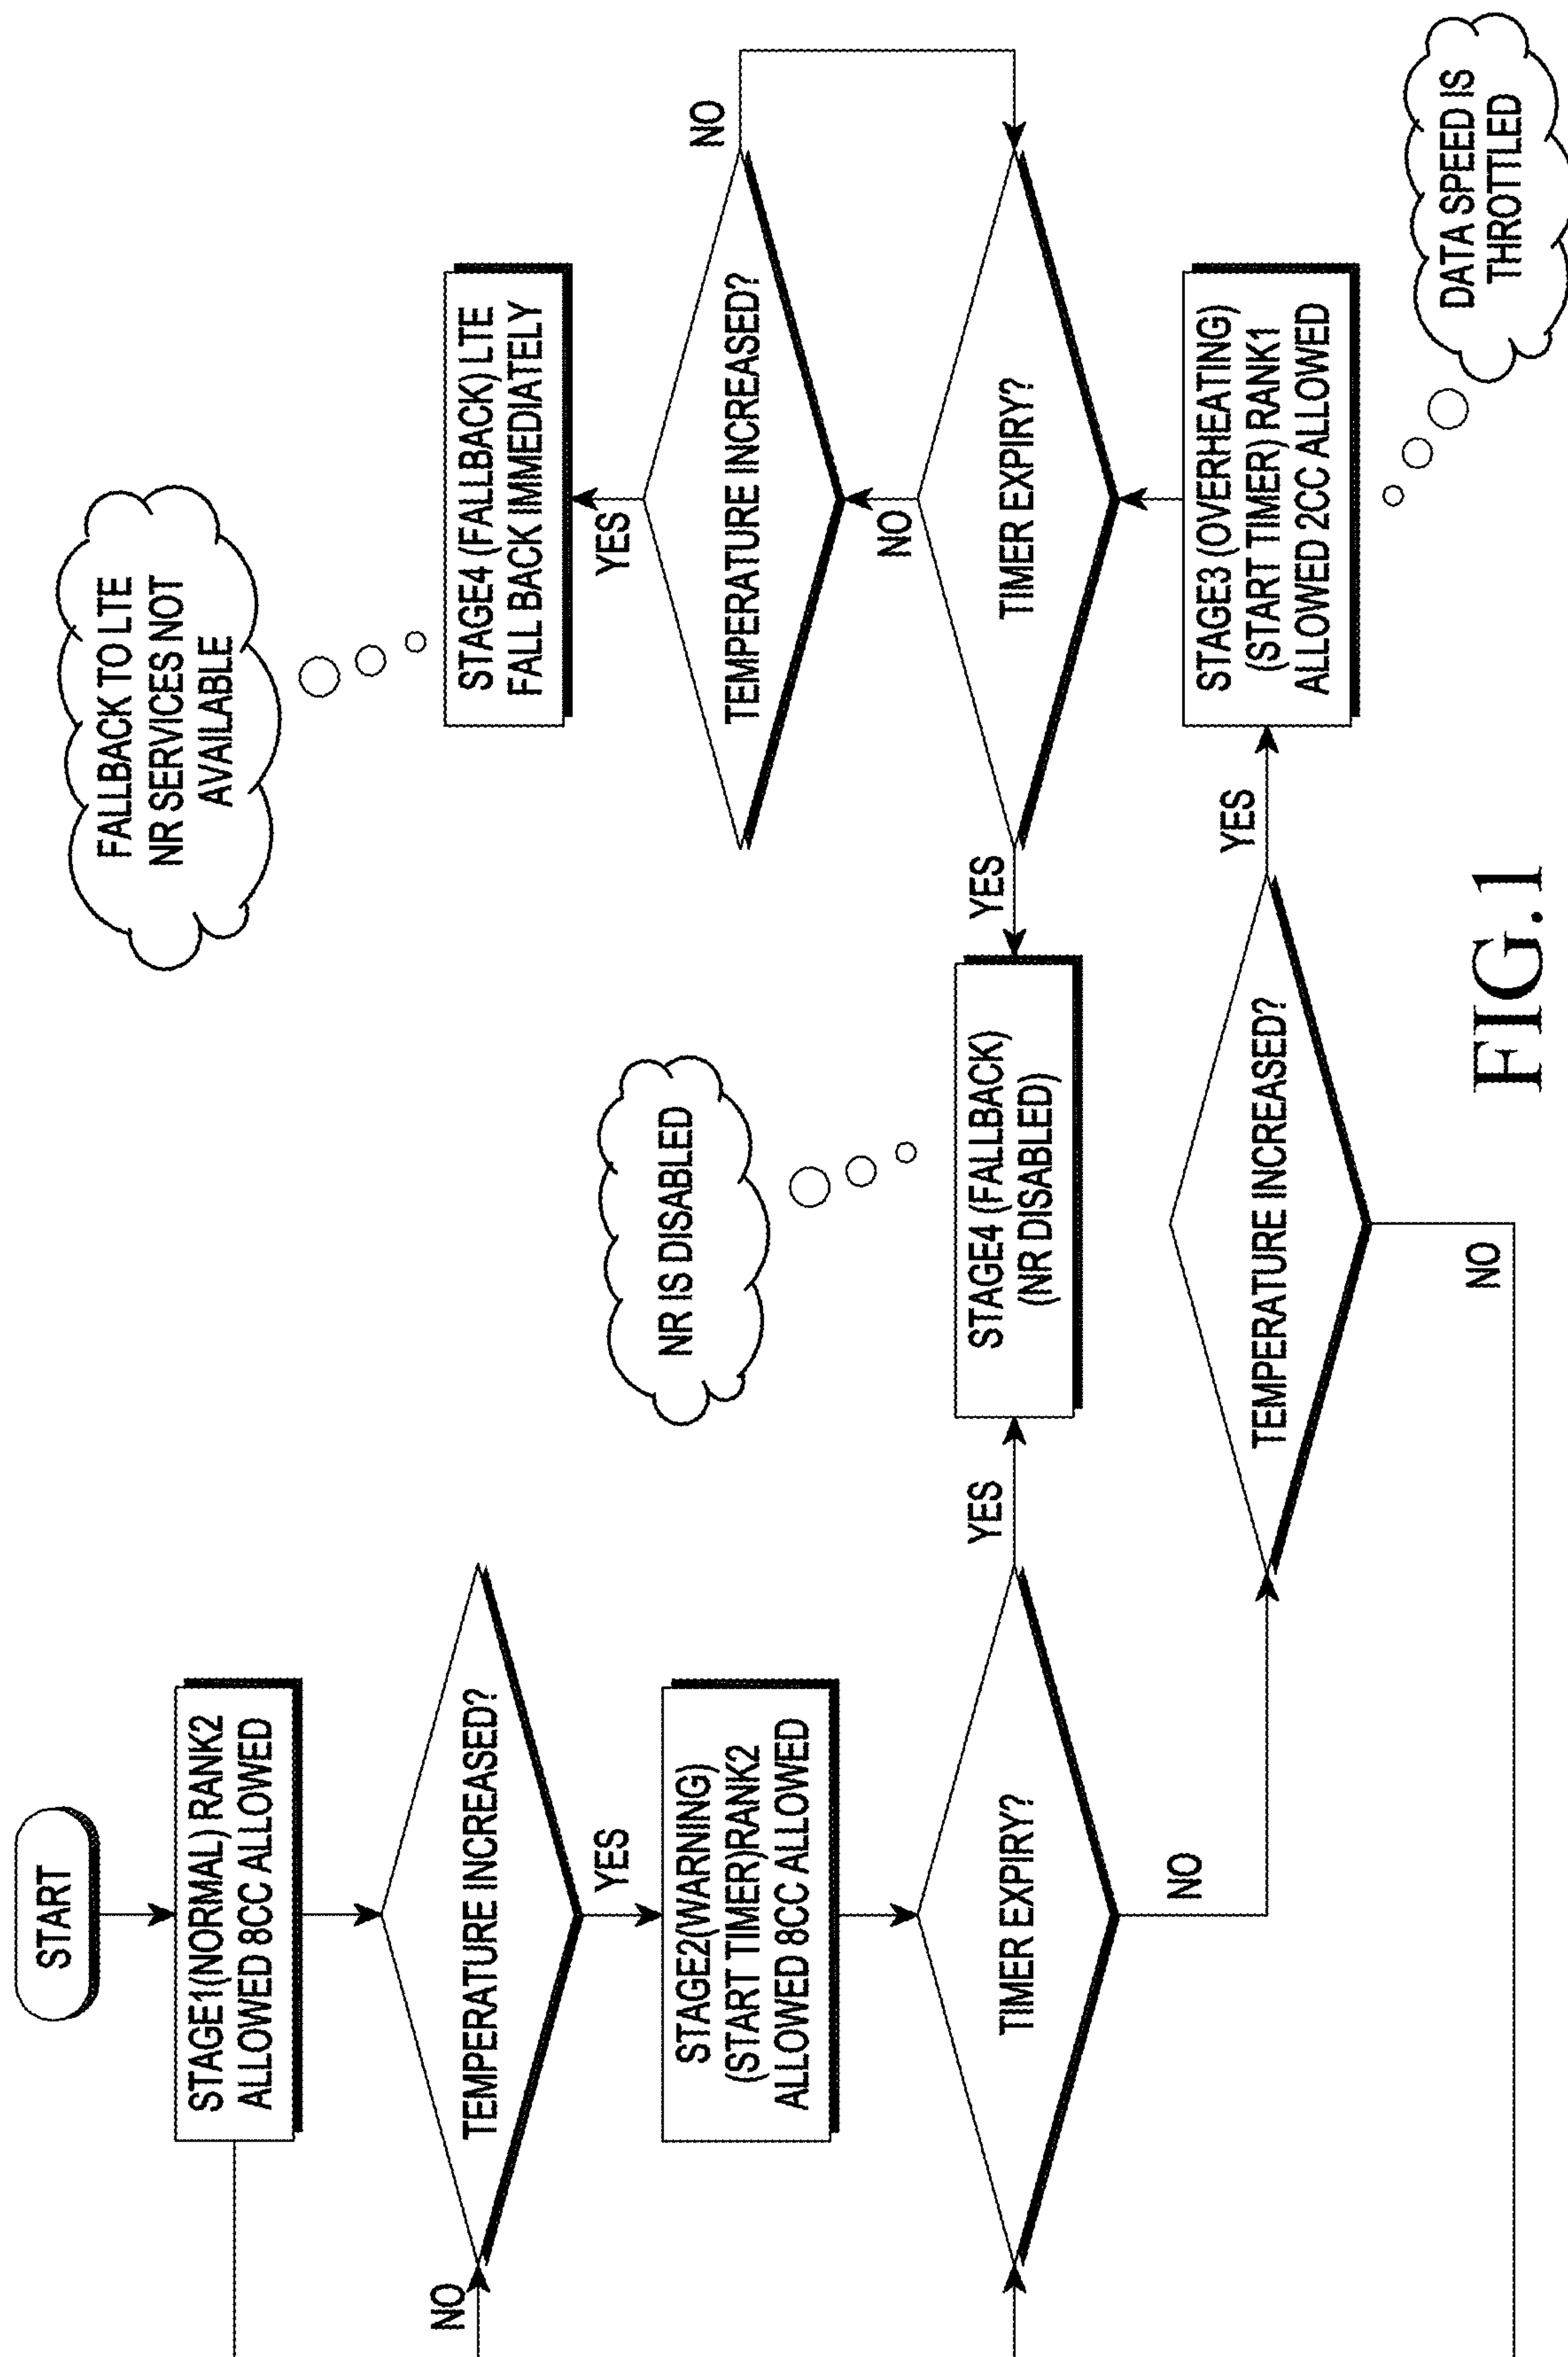 START
STAGE1(NORMAL) RANK2
ALLOWED 8CC ALLOWED
TEMPERATURE INCREASED?
NO
YES
STAGE2(WARNING)
(START TIMER)RANK2
ALLOWED 8CC ALLOWED
TIMER EXPIRY?
YES
NO
NR IS DISABLED
STAGE4 (FALLBACK)
(NR DISABLED)
TEMPERATURE INCREASED?
YES
NO
FALLBACK TO LTE
NR SERVICES NOT
AVAILABLE
STAGE4 (FALLBACK) LTE
FALL BACK IMMEDIATELY
YES
TEMPERATURE INCREASED?
NO
NO
TIMER EXPIRY?
YES
STAGE3 (OVERHEATING)
(START TIMER) RANK1
ALLOWED 2CC ALLOWED
DATA SPEED IS
THROTTLED
FIG.1